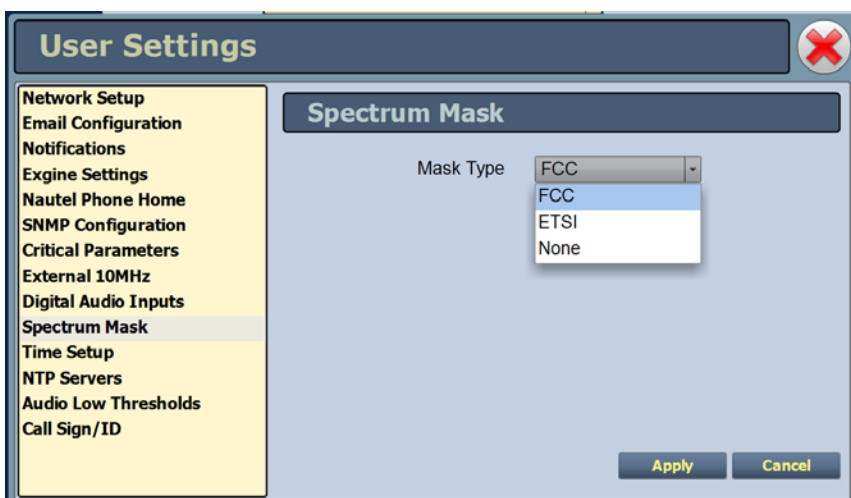 User Settings
Network Setup
Email Configuration
Notifications
Exgine Settings
Nautel Phone Home
SNMP Configuration
Critical Parameters
External 10MHz
Digital Audio Inputs
Spectrum Mask
Time Setup
NTP Servers
Audio Low Thresholds
Call Sign/ID
Spectrum Mask
Mask Type FCC
FCC
ETSI
None
Apply Cancel